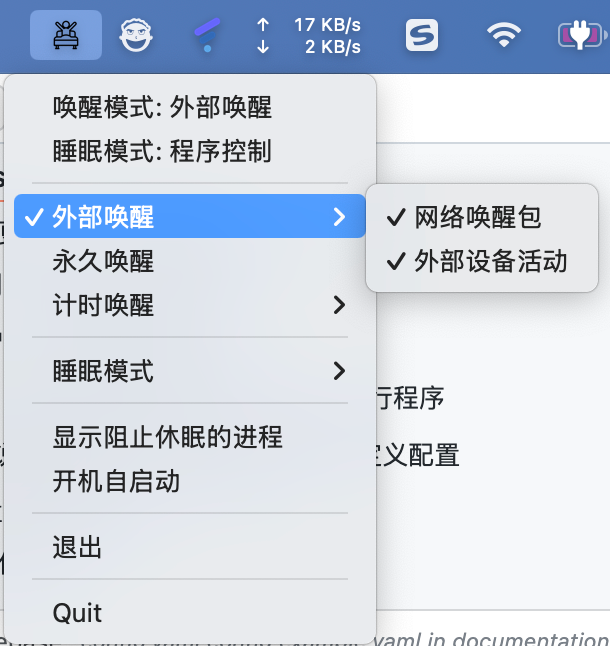 17 KB/s
2 KB/s
唤醒模式: 外部唤醒
睡眠模式: 程序控制
外部唤醒
网络唤醒包
永久唤醒
外部设备活动
计时唤醒
睡眠模式
行程序
显示阻止休眠的进程
定义配置
开机自启动
退出
Quit
yaml in documentation